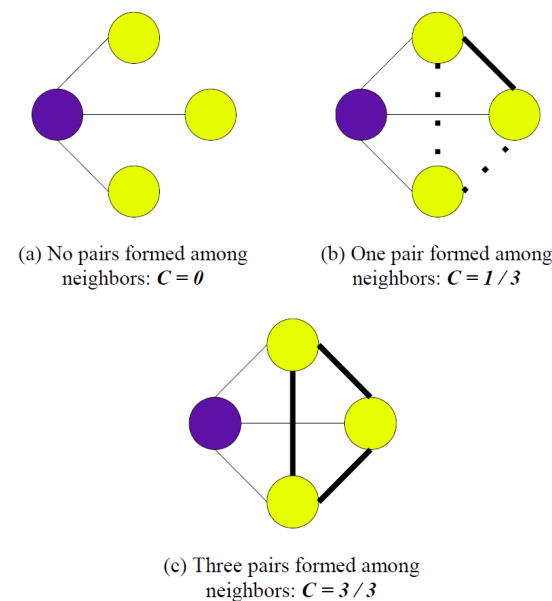 (a) No pairs formed among
neighbors: C = 0
(b) One pair formed among
neighbors: C = 1 / 3
(c) Three pairs formed among
neighbors: C = 3 / 3